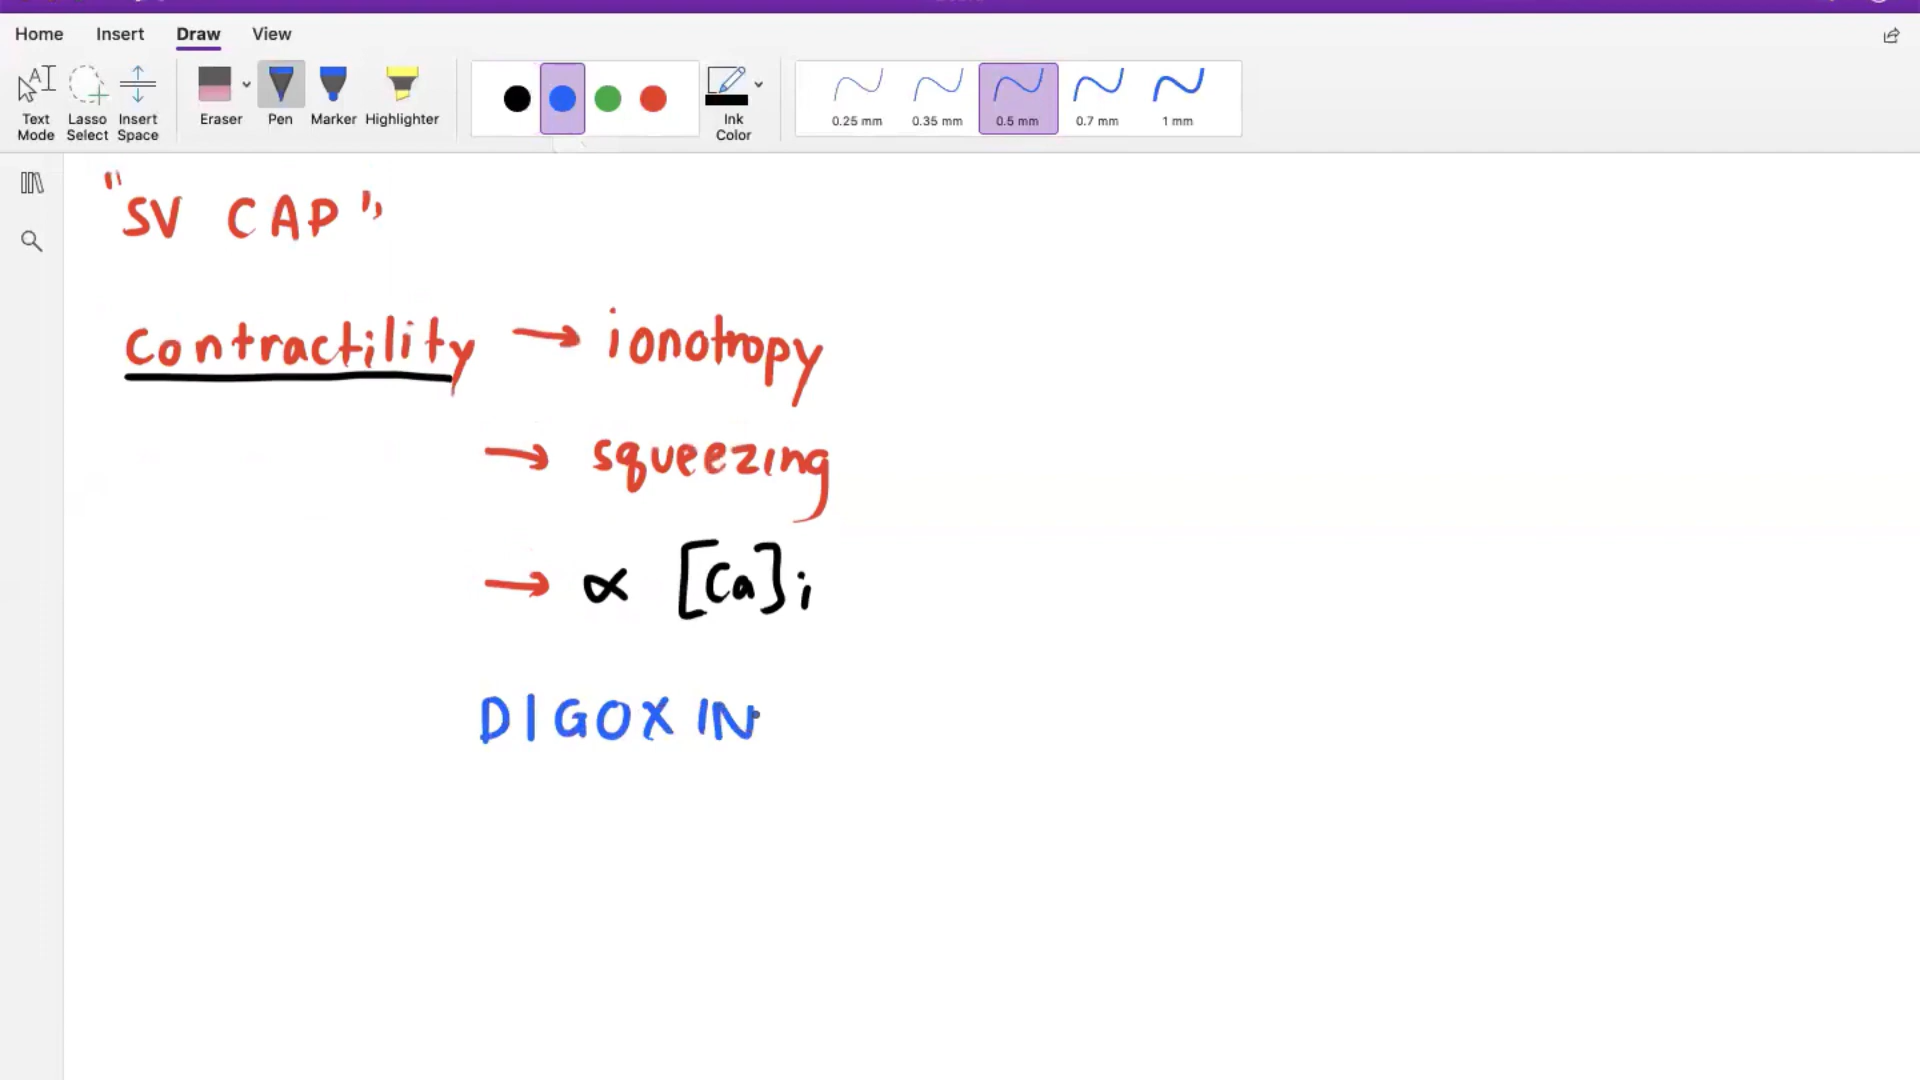 Home Insert Draw View
Text Mode Lasso Select Insert Space Eraser Pen Marker Highlighter Ink Color 0.25 mm 0.35 mm 0.5 mm 0.7 mm 1 mm
"SV CAP"
Contractility → ionotropy
→ squeezing
→ ∝ [Ca]i
DIGOXIN